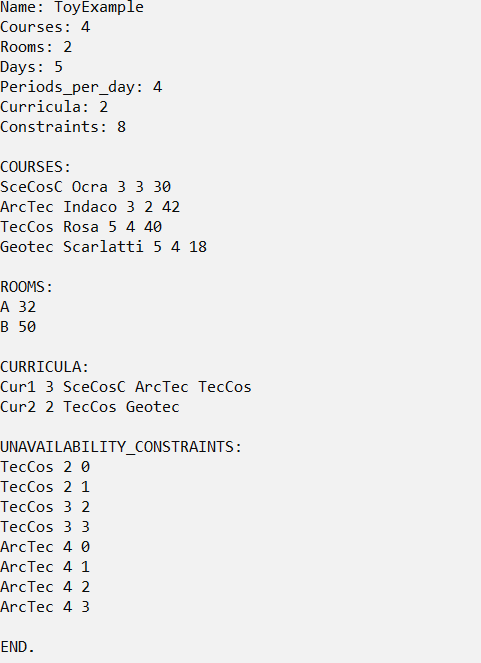 Name: ToyExample
Courses: 4
Rooms: 2
Days: 5
Periods_per_day: 4
Curricula: 2
Constraints: 8

COURSES:
SceCosC Ocra 3 3 30
ArcTec Indaco 3 2 42
TecCos Rosa 5 4 40
Geotec Scarlatti 5 4 18

ROOMS:
A 32
B 50

CURRICULA:
Cur1 3 SceCosC ArcTec TecCos
Cur2 2 TecCos Geotec

UNAVAILABILITY_CONSTRAINTS:
TecCos 2 0
TecCos 2 1
TecCos 3 2
TecCos 3 3
ArcTec 4 0
ArcTec 4 1
ArcTec 4 2
ArcTec 4 3

END.